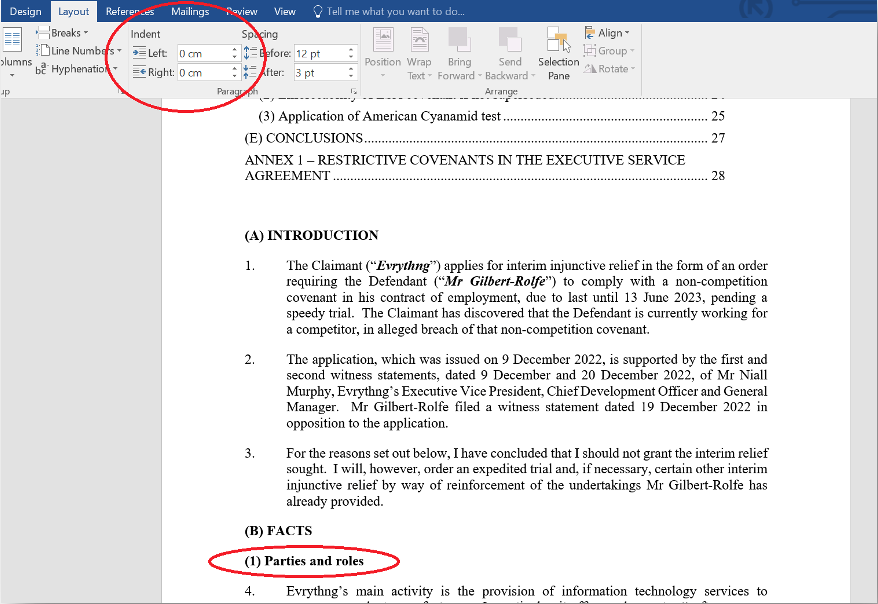 Design Layout References Mailings Review View Tell me what you want to do...
Breaks Indent Spacing
Left: 0 cm Before: 12 pt
Right: 0 cm After: 3 pt
Line Numbers
Hyphenation
Position Wrap Text Bring Forward Send Backward Selection Pane
Align
Group
Rotate
Paragraph Arrange
(3) Application of American Cyanamid test 25
(E) CONCLUSIONS 27
ANNEX 1 – RESTRICTIVE COVENANTS IN THE EXECUTIVE SERVICE
AGREEMENT 28
(A) INTRODUCTION
1. The Claimant (“Evrythng”) applies for interim injunctive relief in the form of an order
requiring the Defendant (“Mr Gilbert-Rolfe”) to comply with a non-competition
covenant in his contract of employment, due to last until 13 June 2023, pending a
speedy trial. The Claimant has discovered that the Defendant is currently working for
a competitor, in alleged breach of that non-competition covenant.
2. The application, which was issued on 9 December 2022, is supported by the first and
second witness statements, dated 9 December and 20 December 2022, of Mr Niall
Murphy, Evrythng’s Executive Vice President, Chief Development Officer and General
Manager. Mr Gilbert-Rolfe filed a witness statement dated 19 December 2022 in
opposition to the application.
3. For the reasons set out below, I have concluded that I should not grant the interim relief
sought. I will, however, order an expedited trial and, if necessary, certain other interim
injunctive relief by way of reinforcement of the undertakings Mr Gilbert-Rolfe has
already provided.
(B) FACTS
(1) Parties and roles
4. Evrythng’s main activity is the provision of information technology services to